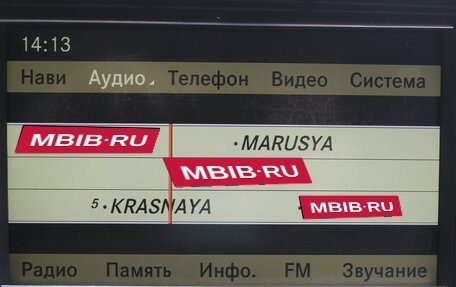 14:13
Нави Аудио Телефон Видео Система
MBIB·RU •MARUSYA
MBIB·RU
5 •KRASNAYA •MBIB·RU
Радио Память Инфо. FM Звучание